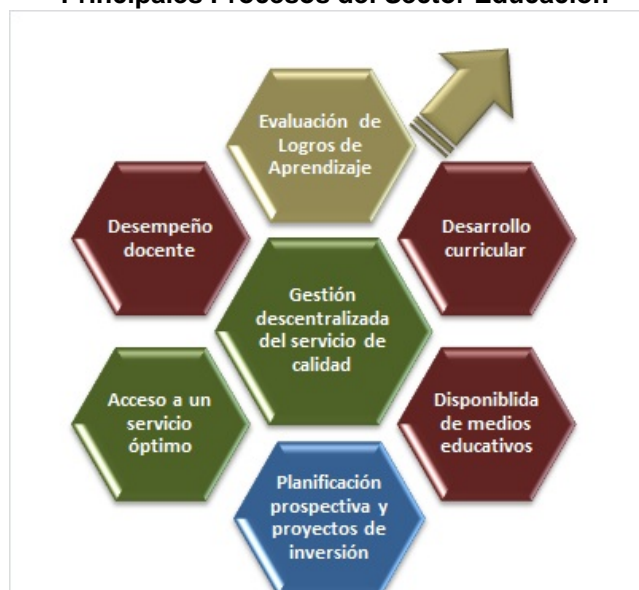 Principales Procesos del Sector Educación
Evaluación de
Logros de
Aprendizaje
Desempeño
docente
Desarrollo
curricular
Gestión
descentralizada
del servicio de
calidad
Acceso a un
servicio
óptimo
Disponiblida
de medios
educativos
Planificación
prospectiva y
proyectos de
inversión